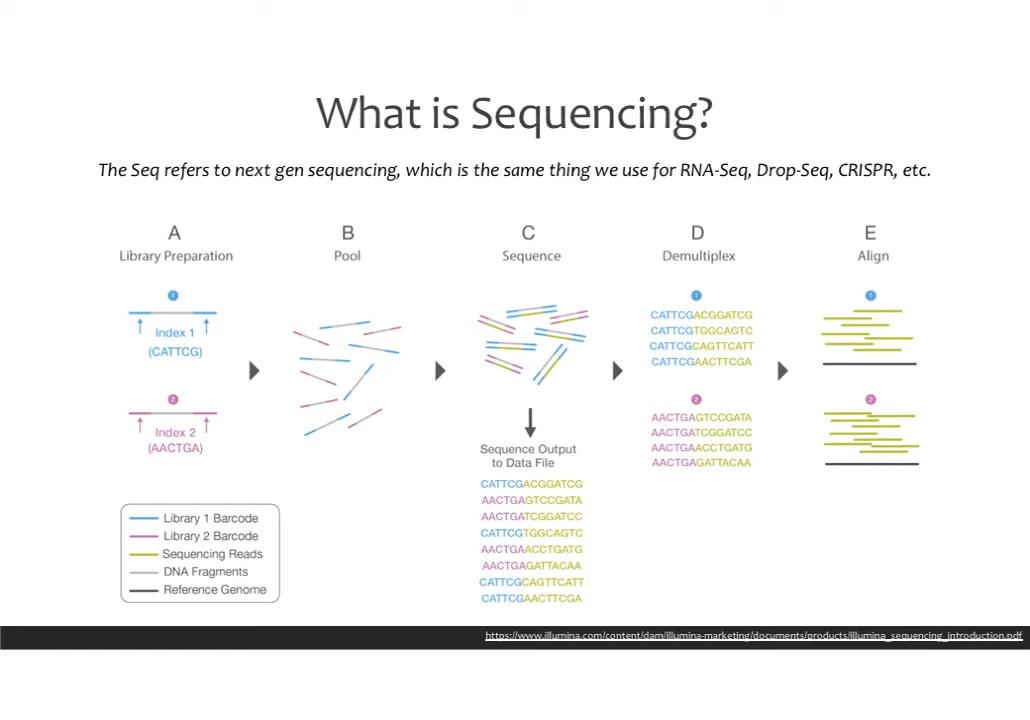 What is Sequencing?
The Seq refers to next gen sequencing, which is the same thing we use for RNA-Seq, Drop-Seq, CRISPR, etc.
A
Library Preparation
1
Index 1
(CATTCG)
2
Index 2
(AACTGA)
Library 1 Barcode
Library 2 Barcode
Sequencing Reads
DNA Fragments
Reference Genome
B
Pool
C
Sequence
Sequence Output
to Data File
CATTCGACGGATCG
AACTGAGTCCGATA
AACTGATCGGATCC
CATTCGTGGCAGTC
AACTGAACCTGATG
AACTGAGATTACAA
CATTCGCAGTTCATT
CATTCGAACTTCGA
D
Demultiplex
1
CATTCGACGGATCG
CATTCGTGGCAGTC
CATTCGCAGTTCATT
CATTCGAACTTCGA
2
AACTGAGTCCGATA
AACTGATCGGATCC
AACTGAACCTGATG
AACTGAGATTACAA
E
Align
1
2
https://www.illumina.com/content/dam/illumina-marketing/documents/products/illumina_sequencing_introduction.pdf